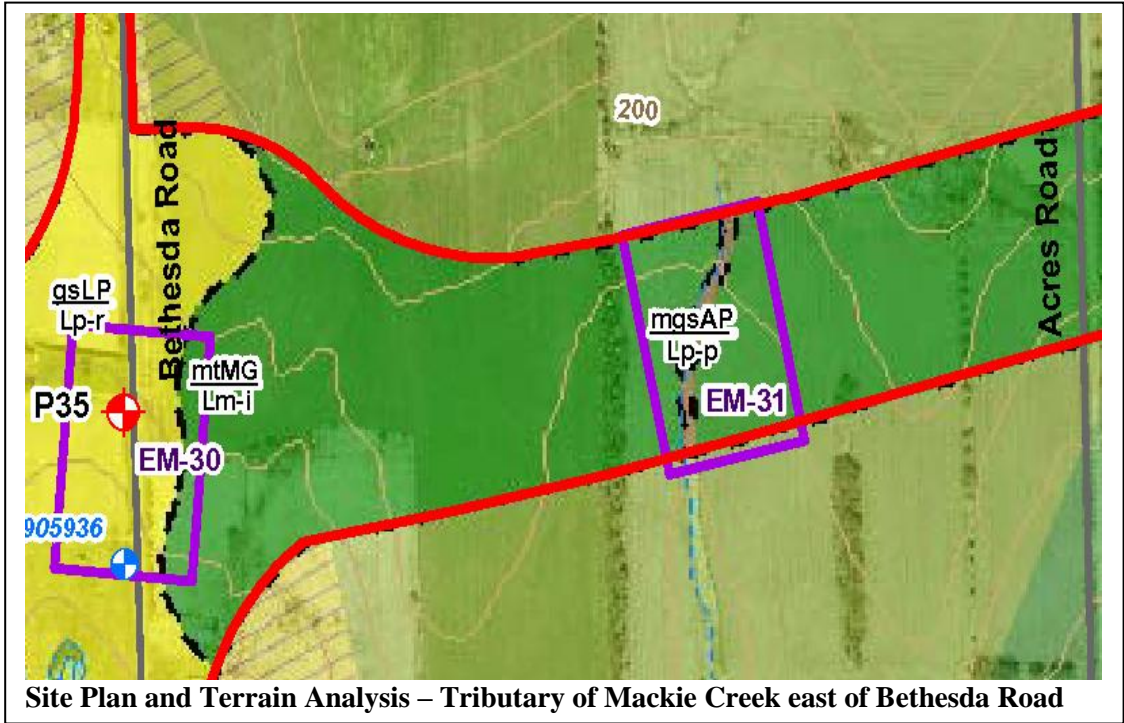 200
Bethesda Road
Acres Road
gsLP
Lp-r
mtMG
Lm-i
mgsAP
Lp-p
P35
EM-30
EM-31
905936
Site Plan and Terrain Analysis – Tributary of Mackie Creek east of Bethesda Road